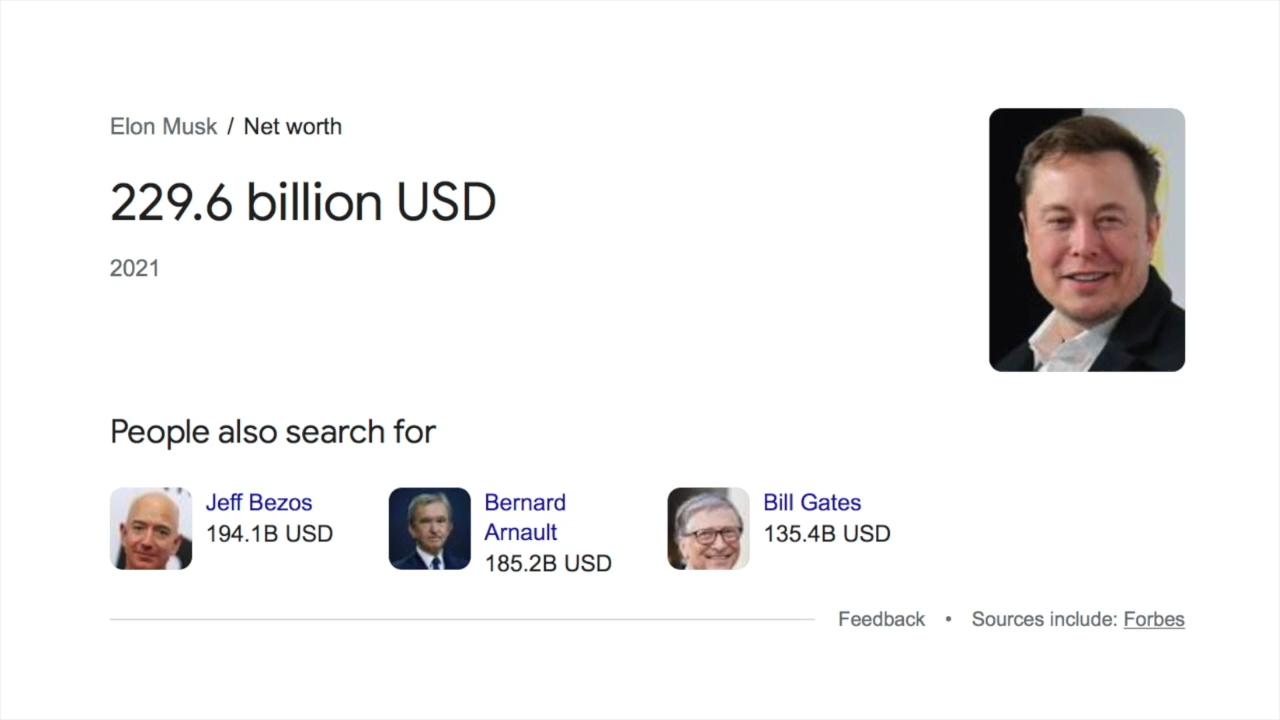 Elon Musk / Net worth
229.6 billion USD
2021
People also search for
Jeff Bezos
194.1B USD
Bernard
Arnault
185.2B USD
Bill Gates
135.4B USD
Feedback • Sources include: Forbes